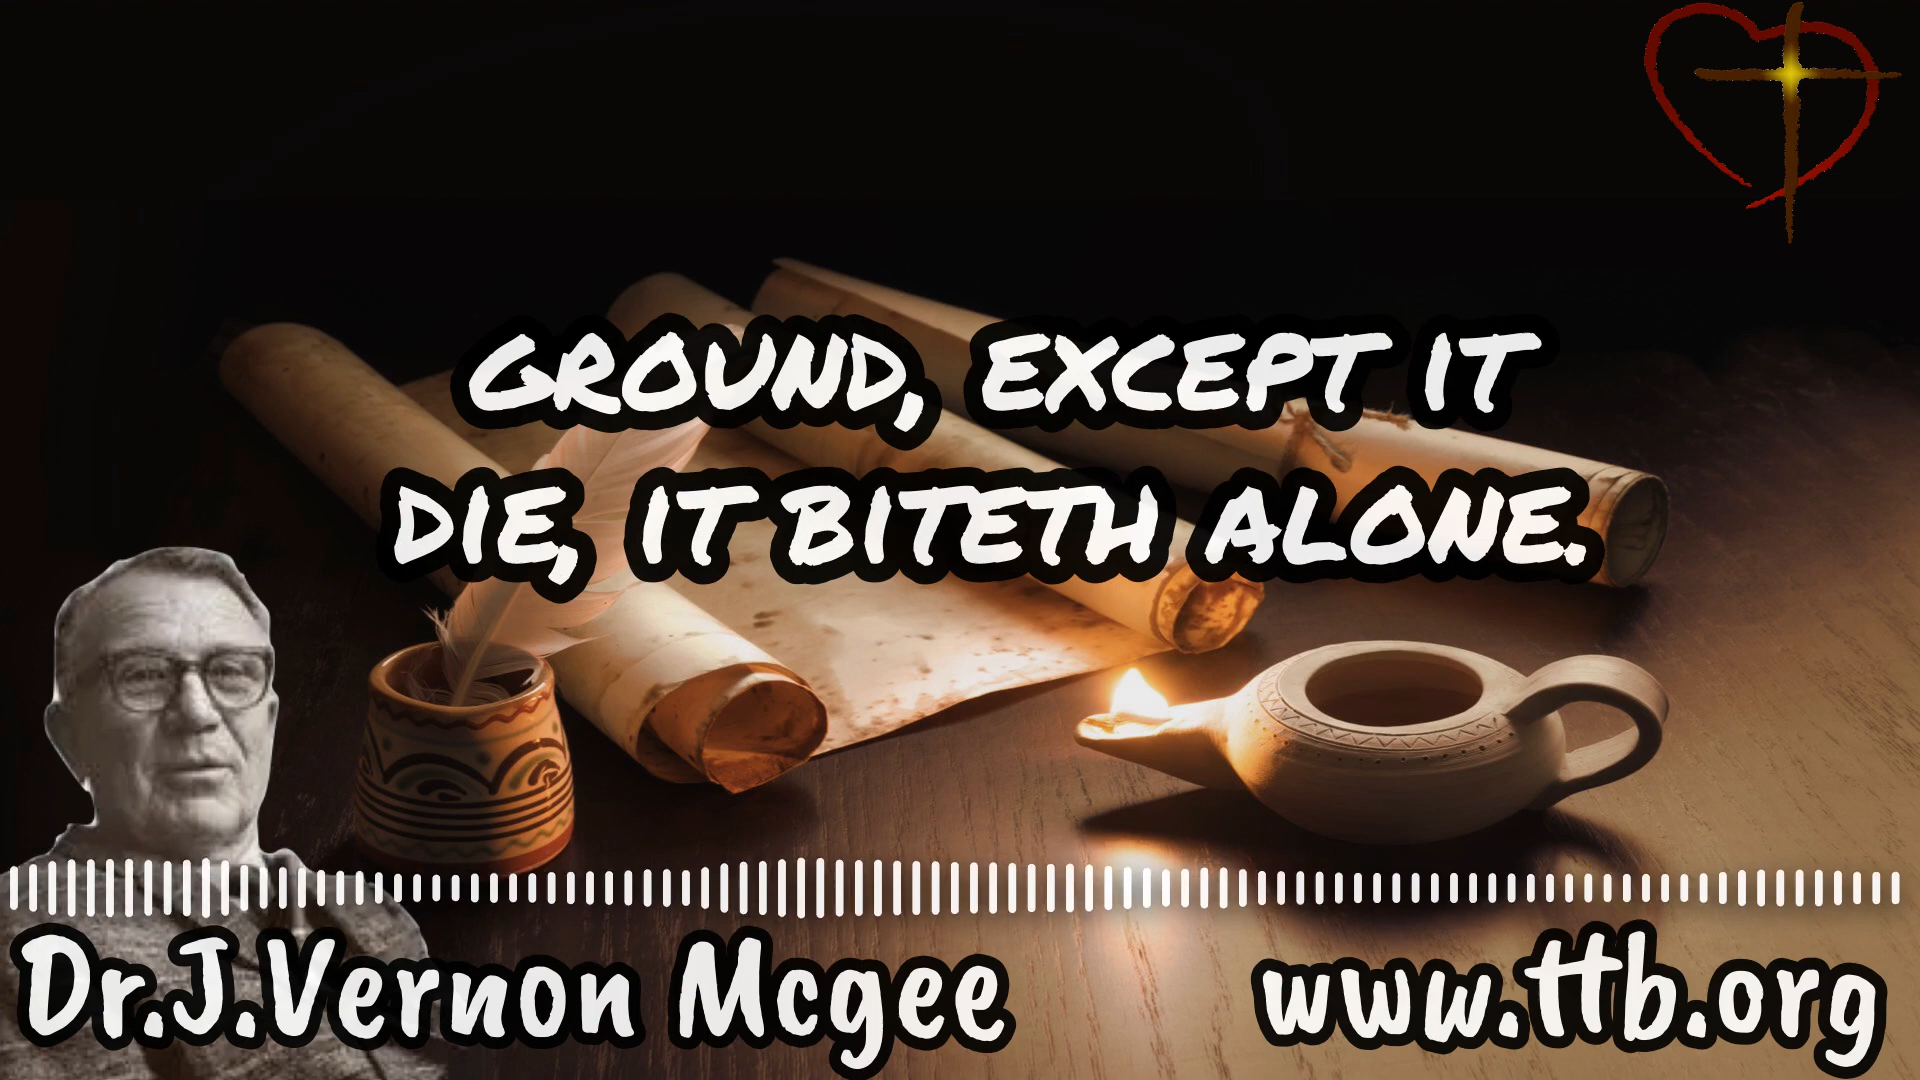 GROUND, EXCEPT IT
DIE, IT BITETH ALONE.
Dr.J.Vernon Mcgee
www.ttb.org